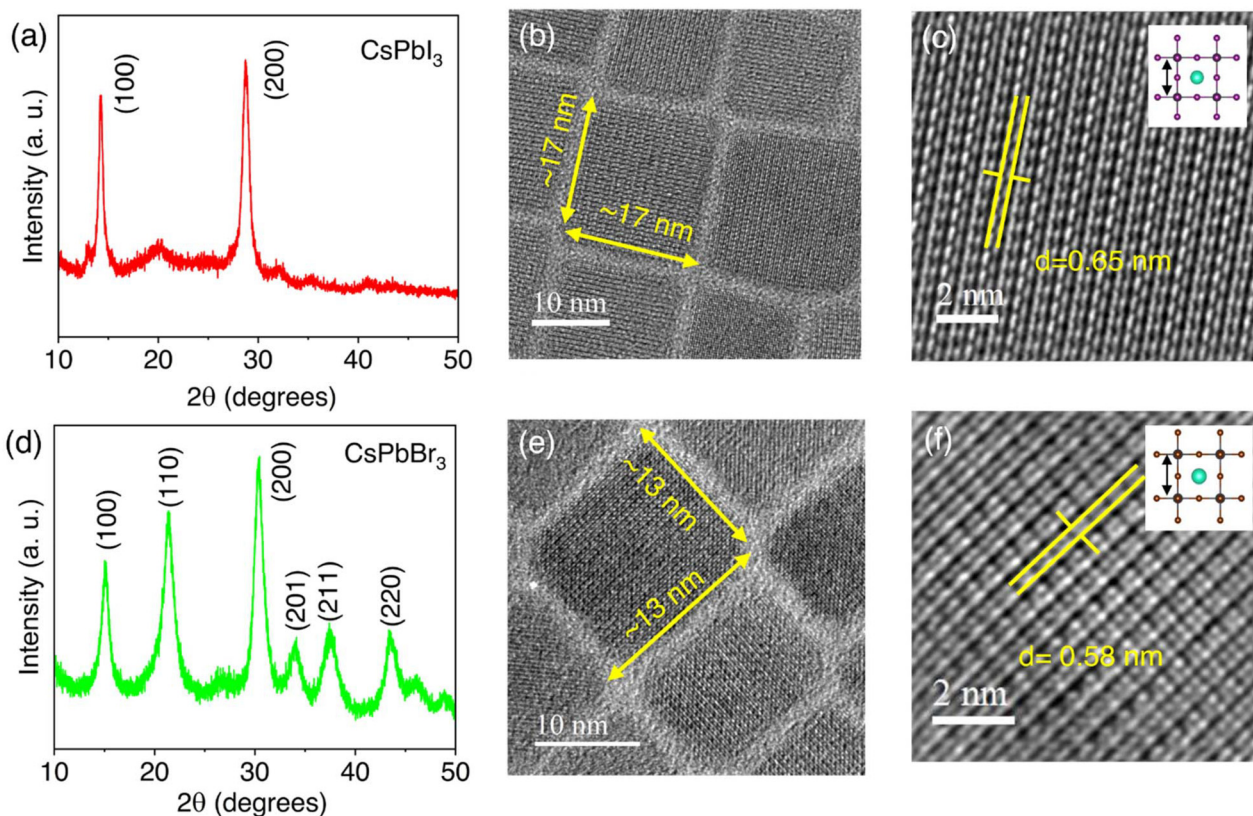 (a)
CsPbI3
(100)
(200)
Intensity (a. u.)
10 20 30 40 50
2θ (degrees)
(b)
~17 nm
~17 nm
10 nm
(c)
d=0.65 nm
2 nm
(d)
CsPbBr3
(100)
(110)
(200)
(201)
(211)
(220)
Intensity (a. u.)
10 20 30 40 50
2θ (degrees)
(e)
~13 nm
~13 nm
10 nm
(f)
d= 0.58 nm
2 nm